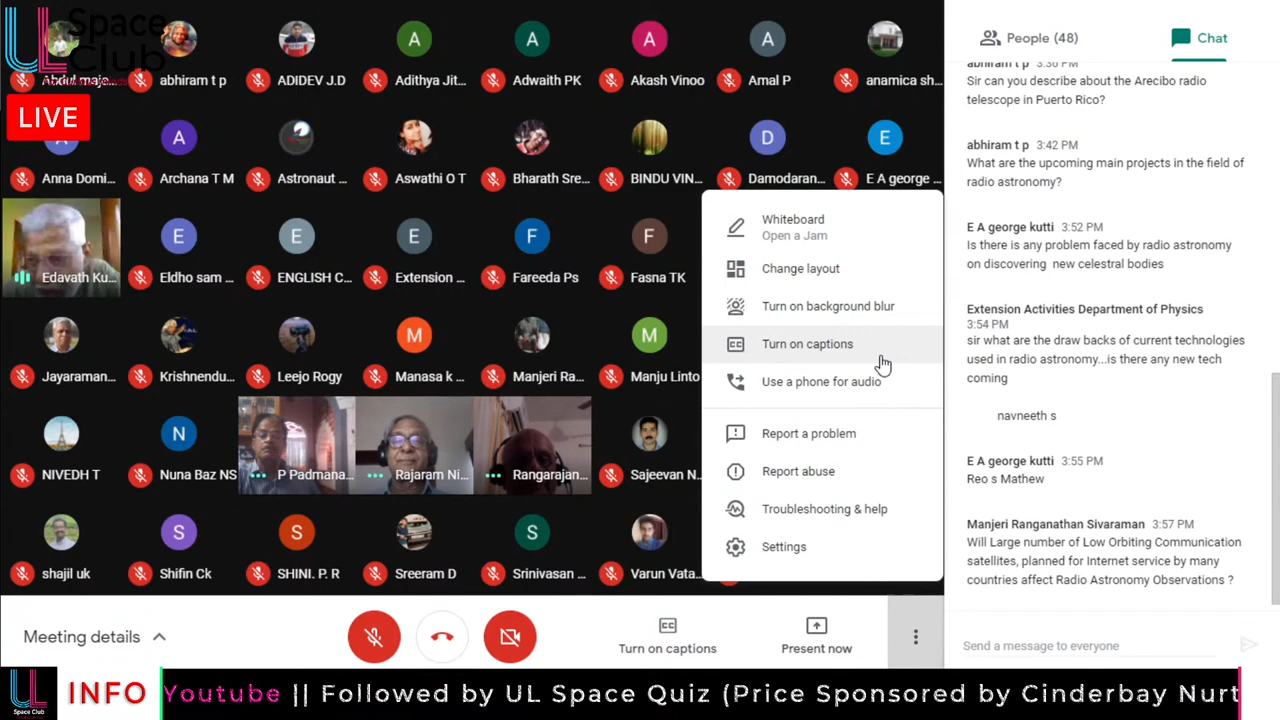 UL Space Club
LIVE
Abdul maje...
abhiram t p
ADIDEV J.D
Adithya Jit...
Adwaith PK
Akash Vinoo
Amal P
anamica sh...
Anna Domi...
Archana T M
Astronaut ...
Aswathi O T
Bharath Sre...
BINDU VIN...
Damodaran...
E A george ...
Edavath Ku...
Eldho sam ...
ENGLISH C...
Extension ...
Fareeda Ps
Fasna TK
Jayaraman...
Krishnendu...
Leejo Rogy
Manasa k ...
Manjeri Ra...
Manju Linto
NIVEDH T
Nuna Baz NS
P Padmana...
Rajaram Ni...
Rangarajan...
Sajeevan N...
shajil uk
Shifin Ck
SHINI. P. R
Sreeram D
Srinivasan ...
Varun Vata...
Whiteboard
Open a Jam
Change layout
Turn on background blur
Turn on captions
Use a phone for audio
Report a problem
Report abuse
Troubleshooting & help
Settings
Meeting details
Turn on captions
Present now
People (48)
Chat
abhiram t p 3:36 PM
Sir can you describe about the Arecibo radio
telescope in Puerto Rico?
abhiram t p 3:42 PM
What are the upcoming main projects in the field of
radio astronomy?
E A george kutti 3:52 PM
Is there is any problem faced by radio astronomy
on discovering new celestral bodies
Extension Activities Department of Physics
3:54 PM
sir what are the draw backs of current technologies
used in radio astronomy...is there any new tech
coming
navneeth s
E A george kutti 3:55 PM
Reo s Mathew
Manjeri Ranganathan Sivaraman 3:57 PM
Will Large number of Low Orbiting Communication
satellites, planned for Internet service by many
countries affect Radio Astronomy Observations ?
Send a message to everyone
UL Space Club
INFO
Youtube || Followed by UL Space Quiz (Price Sponsored by Cinderbay Nurt